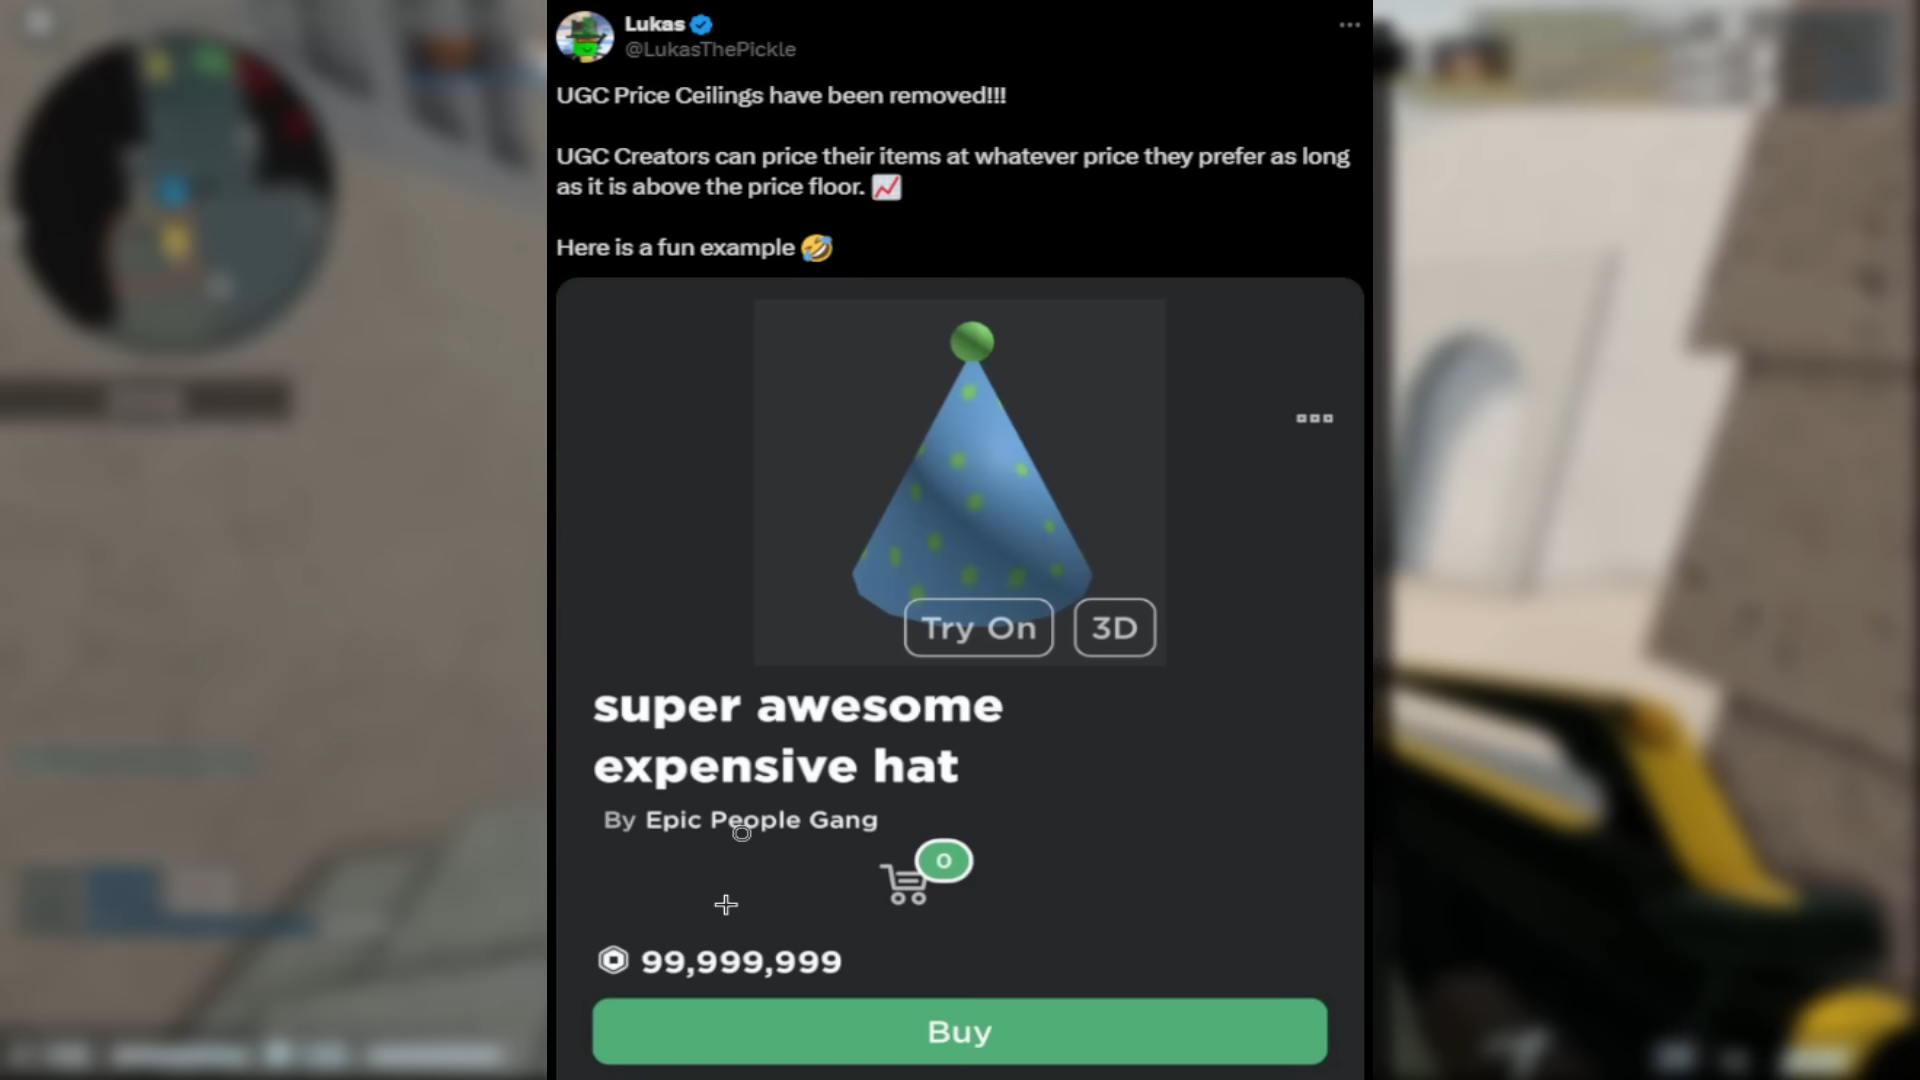 Lukas
@LukasThePickle
UGC Price Ceilings have been removed!!!
UGC Creators can price their items at whatever price they prefer as long
as it is above the price floor. 📈
Here is a fun example 🤣
Try On
3D
super awesome
expensive hat
By Epic People Gang
0
99,999,999
Buy